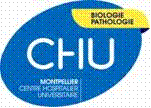 BIOLOGIE
PATHOLOGIE
CHU
MONTPELLIER
CENTRE HOSPITALIER
UNIVERSITAIRE